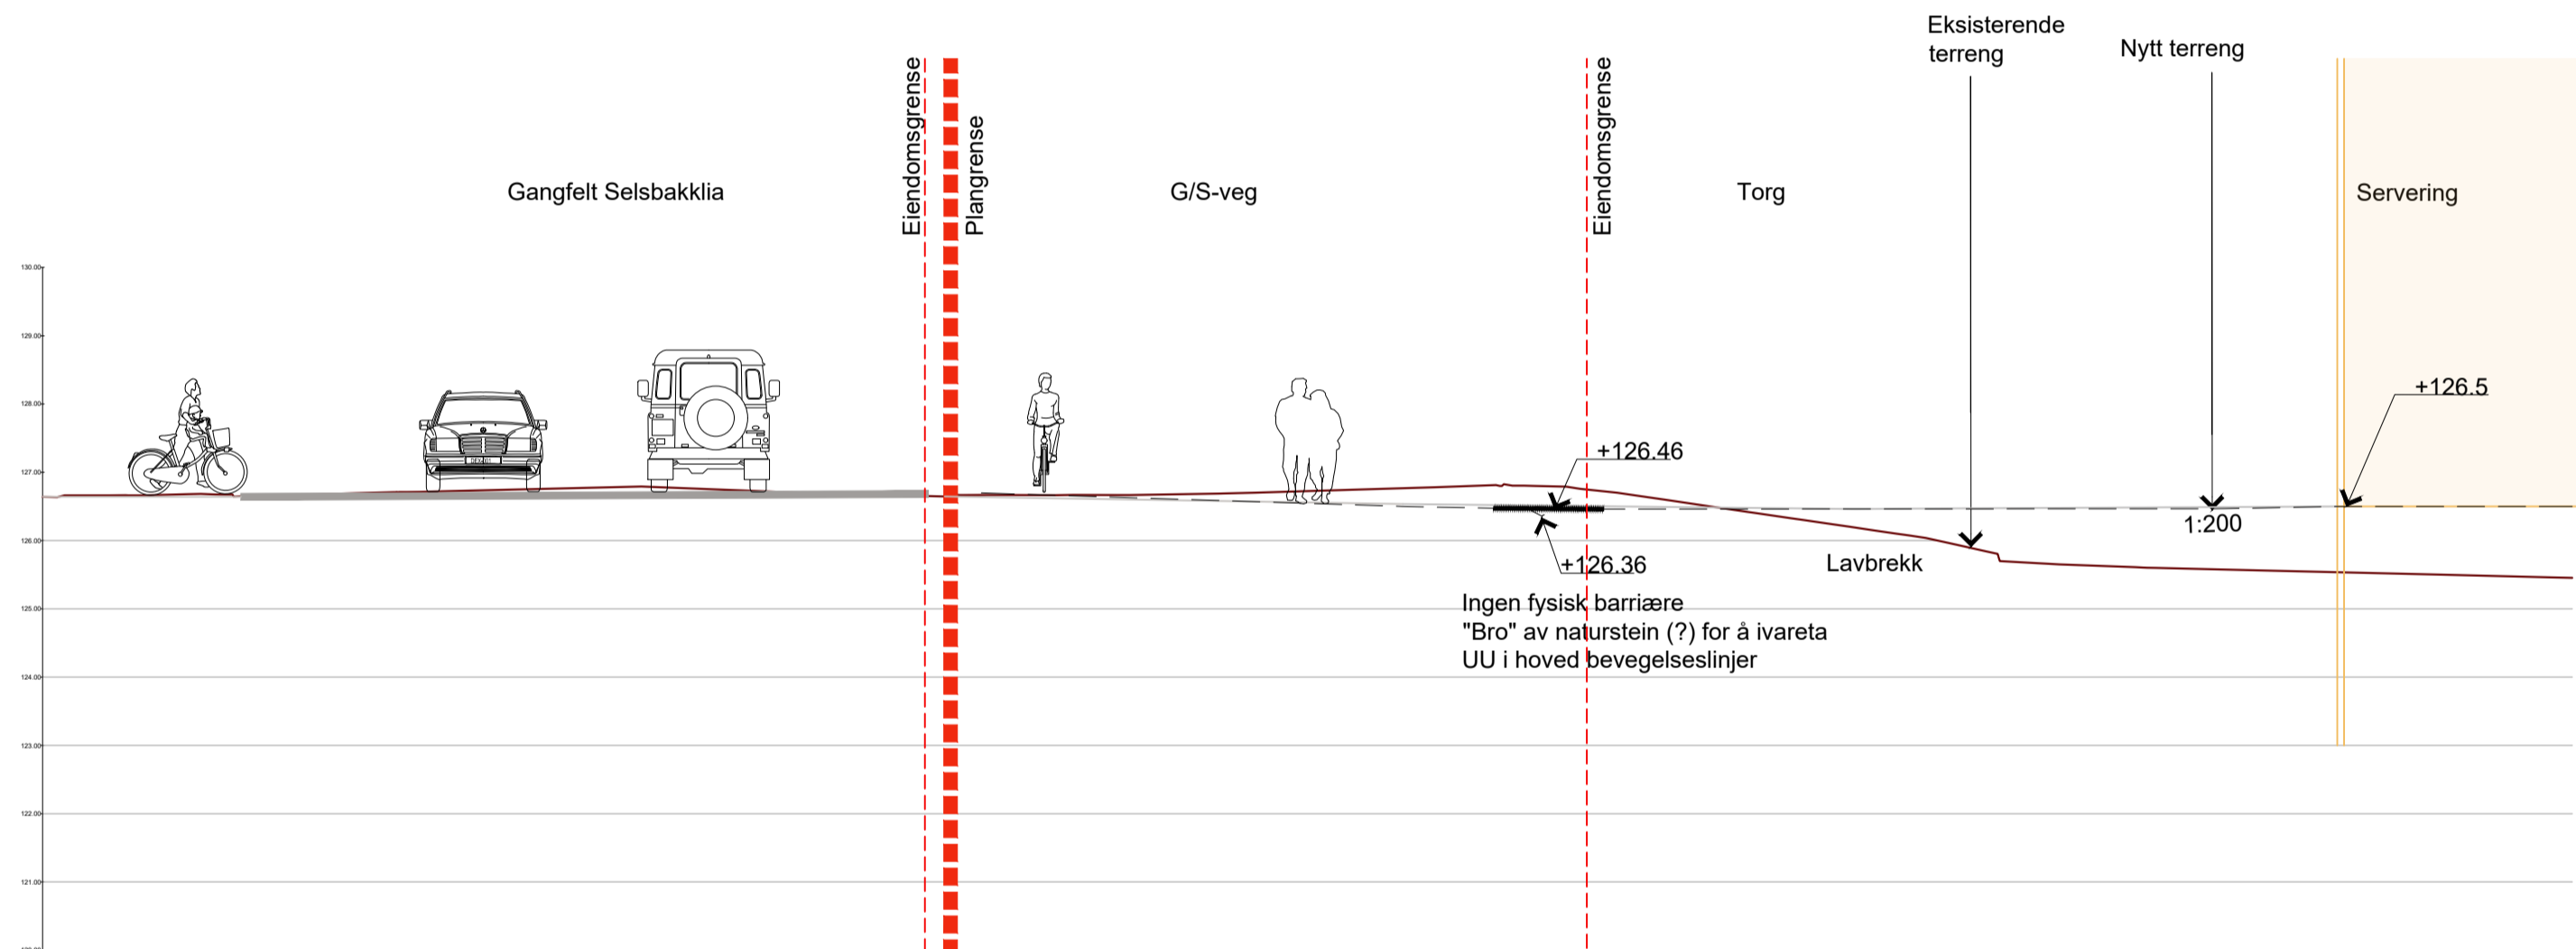 Eksisterende
terreng
Nytt terreng
Eiendomsgrense
Plangrense
Eiendomsgrense
Gangfelt Selsbakklia
G/S-veg
Torg
Servering
130.00
129.00
128.00
127.00
126.00
125.00
124.00
123.00
122.00
121.00
+126.5
+126.46
1:200
+126.36
Lavbrekk
Ingen fysisk barriære
"Bro" av naturstein (?) for å ivareta
UU i hoved bevegelseslinjer